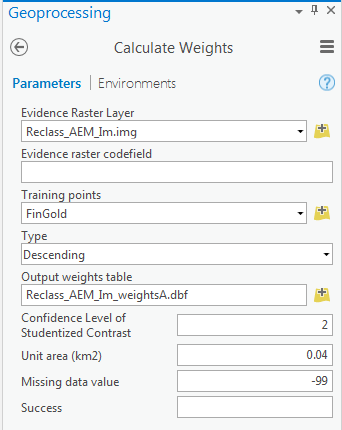 Geoprocessing
Calculate Weights
Parameters | Environments
Evidence Raster Layer
Reclass_AEM_Im.img
Evidence raster codefield
Training points
FinGold
Type
Descending
Output weights table
Reclass_AEM_Im_weightsA.dbf
Confidence Level of
Studentized Contrast 2
Unit area (km2) 0.04
Missing data value -99
Success